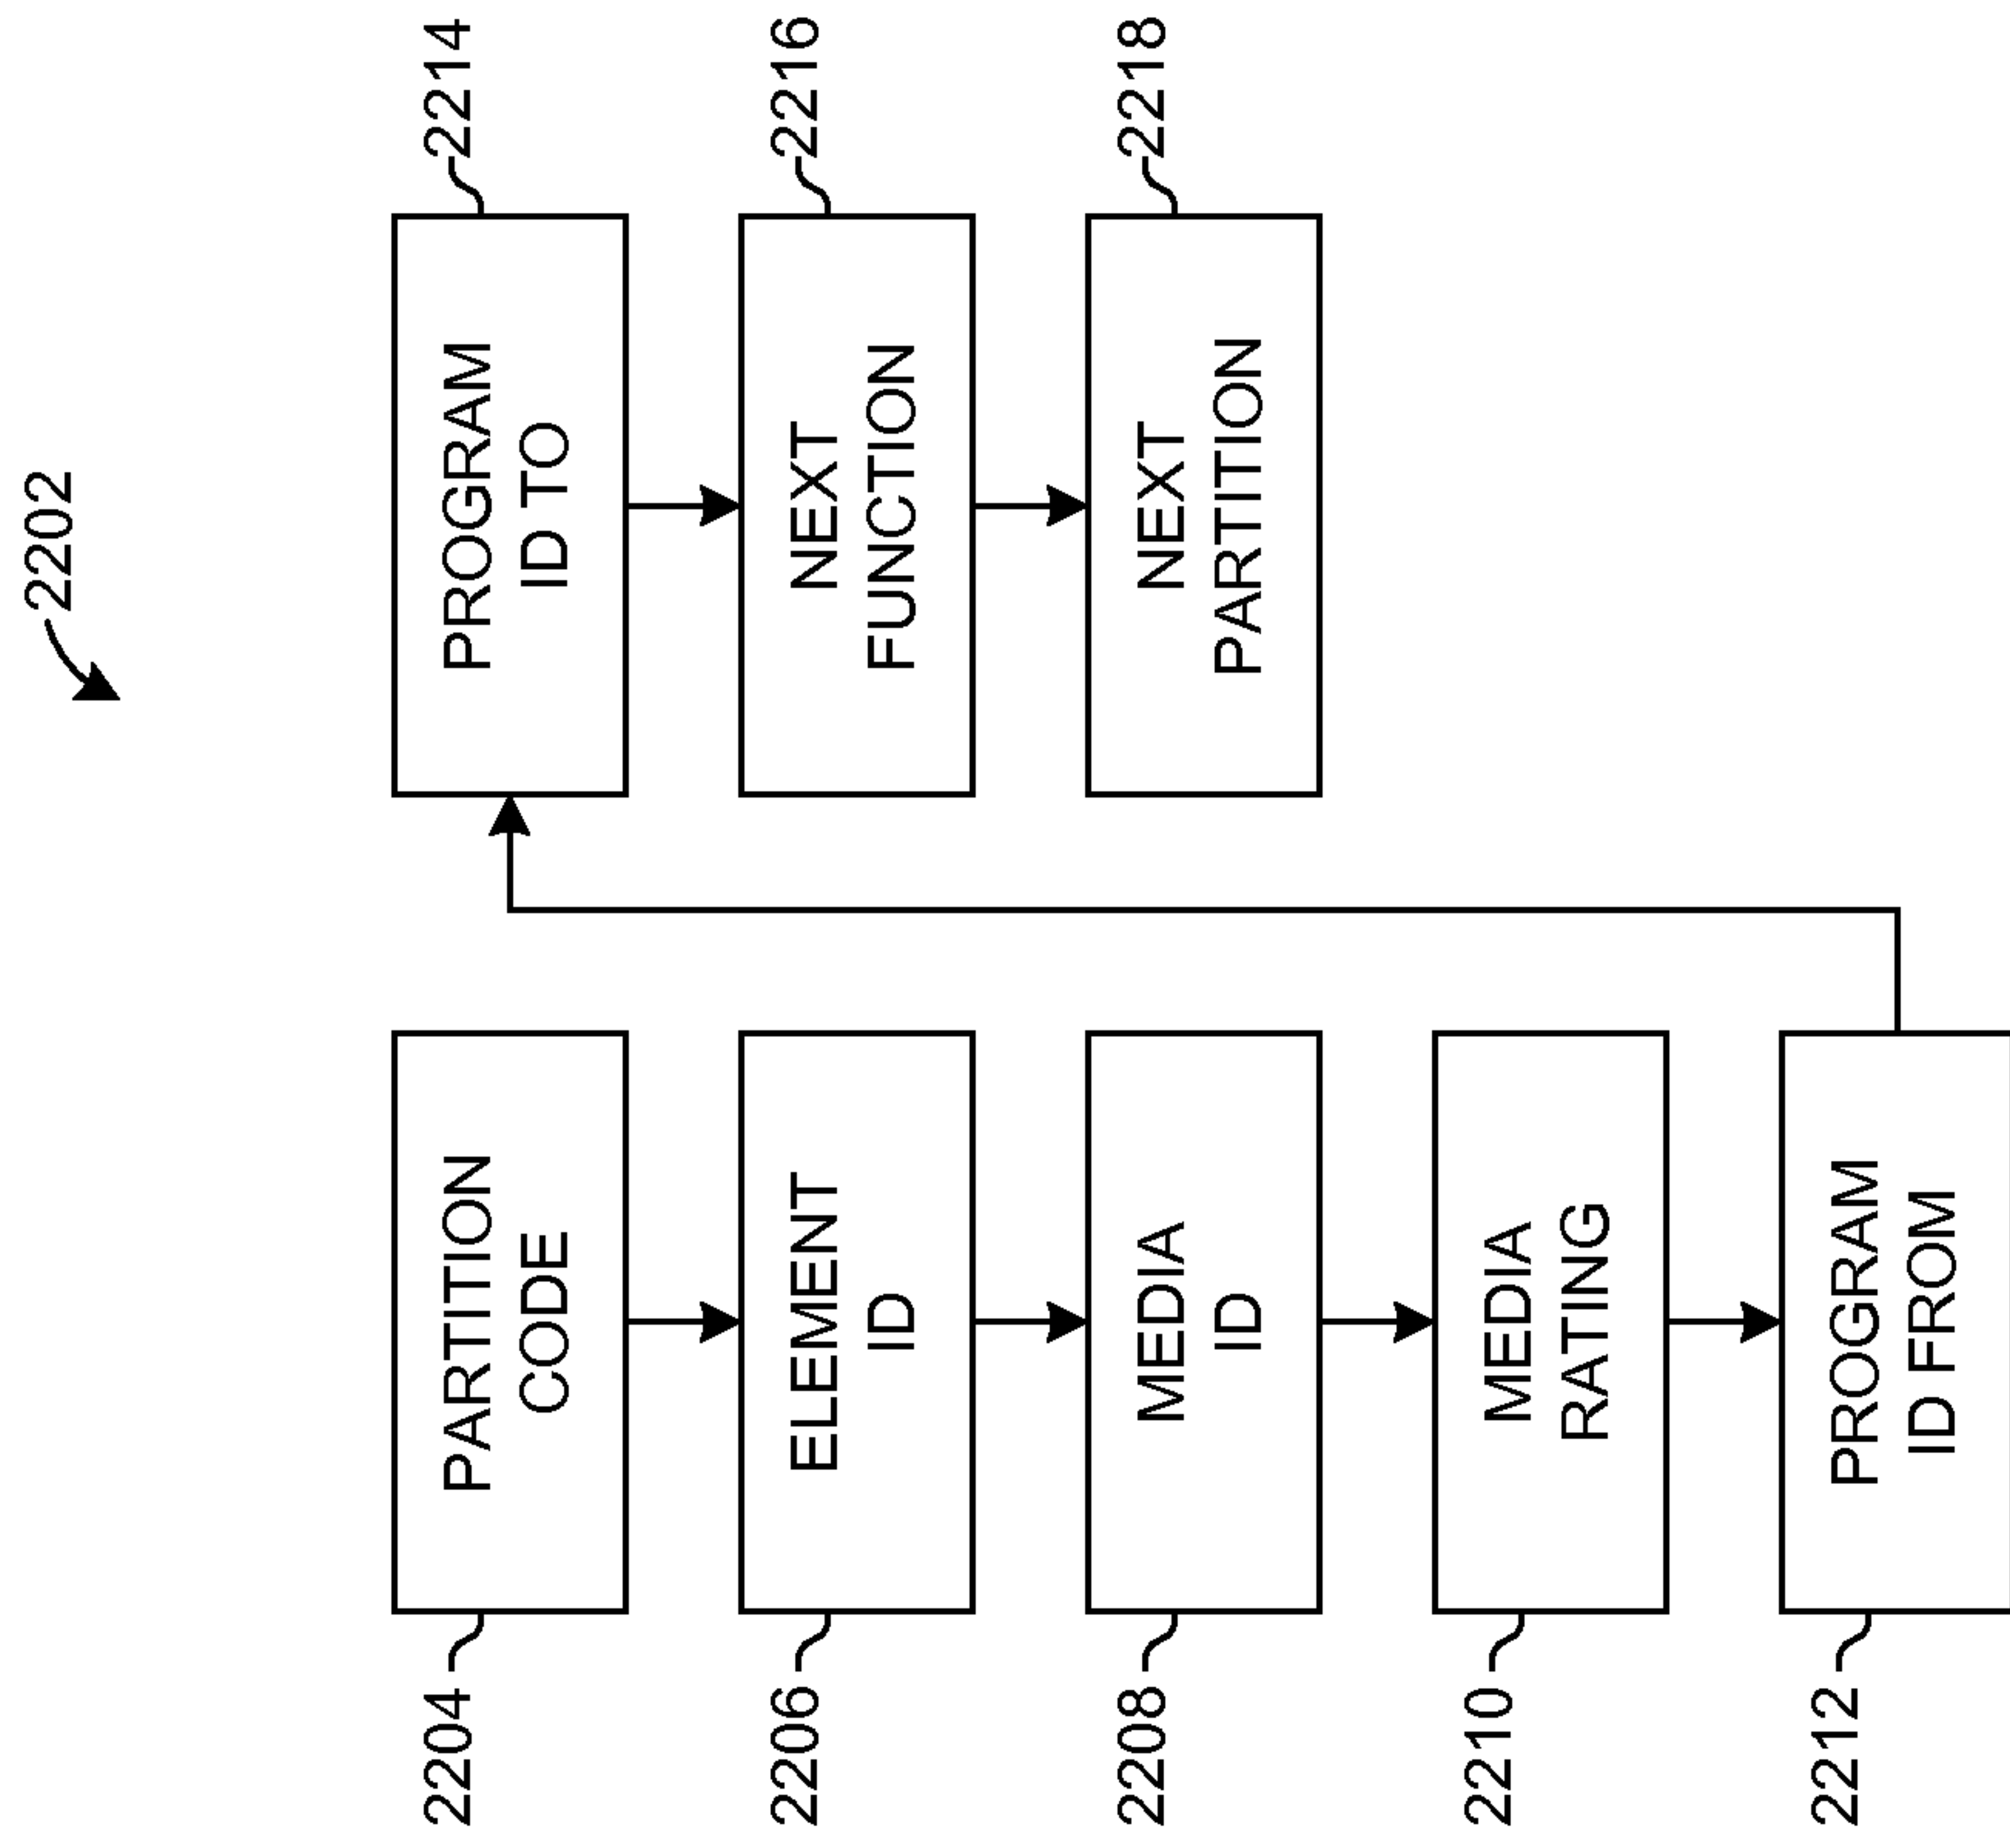 2202
2204
PARTITION
CODE
2206
ELEMENT
ID
2208
MEDIA
ID
2210
MEDIA
RATING
2212
PROGRAM
ID FROM
PROGRAM
ID TO
2214
NEXT
FUNCTION
2216
NEXT
PARTITION
2218